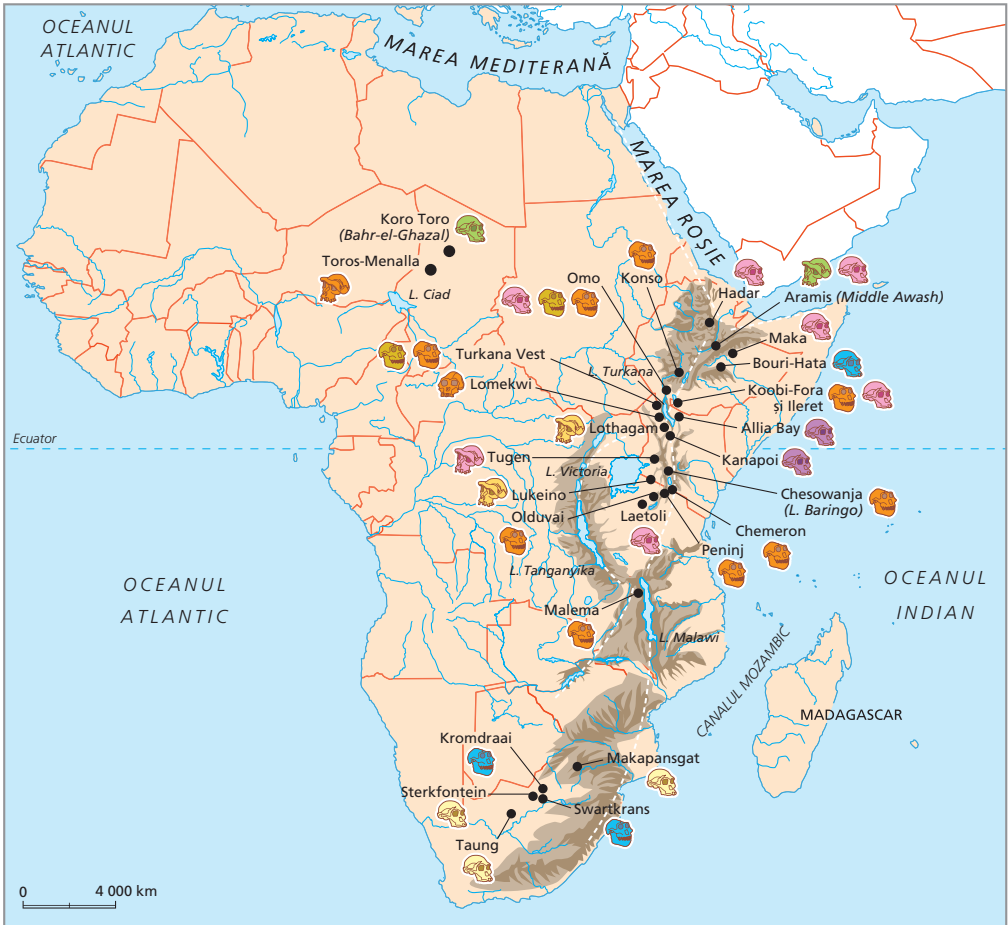 OCEANUL
ATLANTIC
MAREA MEDITERANĂ
MAREA ROȘIE
Koro Toro
(Bahr-el-Ghazal)
Toros-Menalla
L. Ciad
Omo
Konso
Hadar
Aramis (Middle Awash)
Maka
Bouri-Hata
Turkana Vest
L. Turkana
Lomekwi
Koobi-Fora
și Ileret
Lothagam
Allia Bay
Ecuator
Kanapoi
Tugen
L. Victoria
Lukeino
Chesowanja
(L. Baringo)
Olduvai
Laetoli
Chemeron
Peninj
L. Tanganyika
OCEANUL
ATLANTIC
OCEANUL
INDIAN
Malema
L. Malawi
CANALUL MOZAMBIC
MADAGASCAR
Kromdraai
Makapansgat
Sterkfontein
Swartkrans
Taung
0 4 000 km